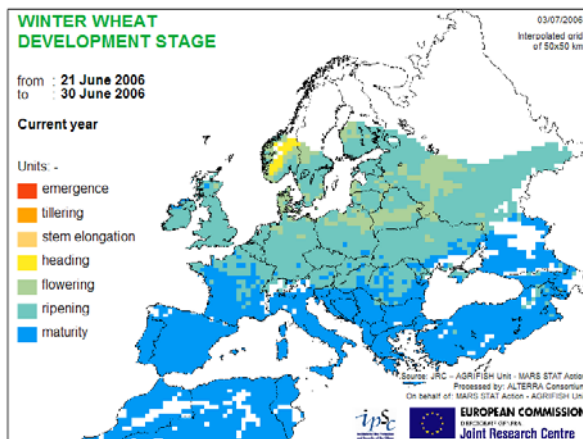 WINTER WHEAT
DEVELOPMENT STAGE
03/07/2006
Interpolated grid
of 50x50 km
from : 21 June 2006
to : 30 June 2006
Current year
Units: -
emergence
tillering
stem elongation
heading
flowering
ripening
maturity
Source: JRC - AGRIFISH Unit - MARS STAT Action
Processed by: ALTERRA Consortium
On behalf of: MARS STAT Action - AGRIFISH Unit
ipsc
EUROPEAN COMMISSION
DIRECTORATE GENERAL
Joint Research Centre